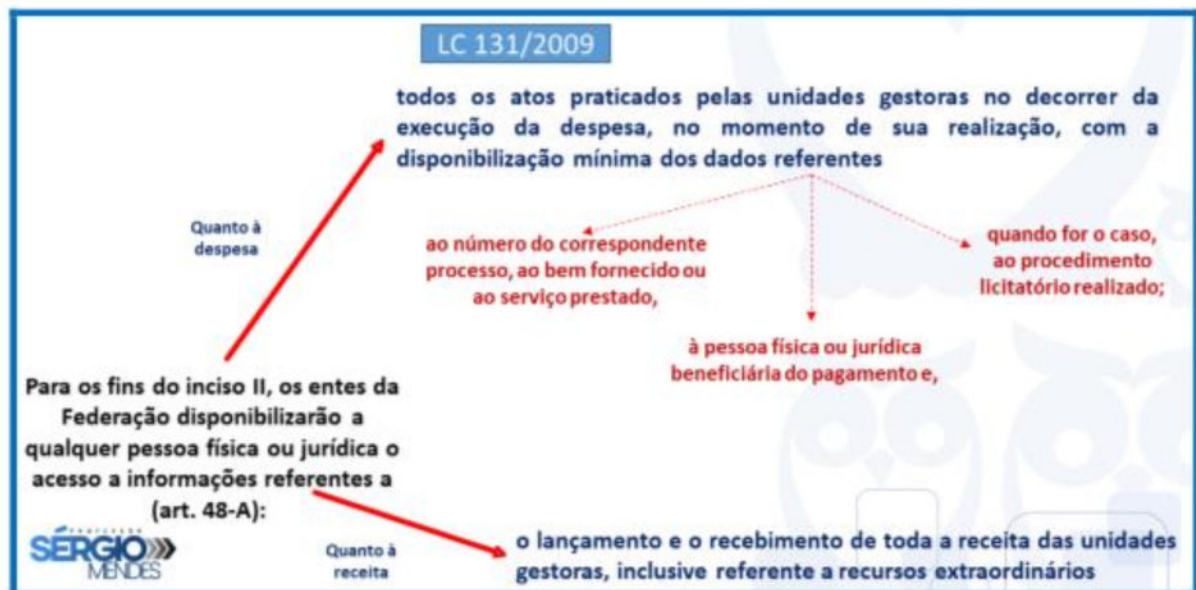 LC 131/2009
todos os atos praticados pelas unidades gestoras no decorrer da
execução da despesa, no momento de sua realização, com a
disponibilização mínima dos dados referentes
Quanto à
despesa
ao número do correspondente
processo, ao bem fornecido ou
ao serviço prestado,
quando for o caso,
ao procedimento
licitatório realizado;
à pessoa física ou jurídica
beneficiária do pagamento e,
Para os fins do inciso II, os entes da
Federação disponibilizarão a
qualquer pessoa física ou jurídica o
acesso a informações referentes a
(art. 48-A):
PROFESSOR
SÉRGIO
MENDES
Quanto à
receita
o lançamento e o recebimento de toda a receita das unidades
gestoras, inclusive referente a recursos extraordinários